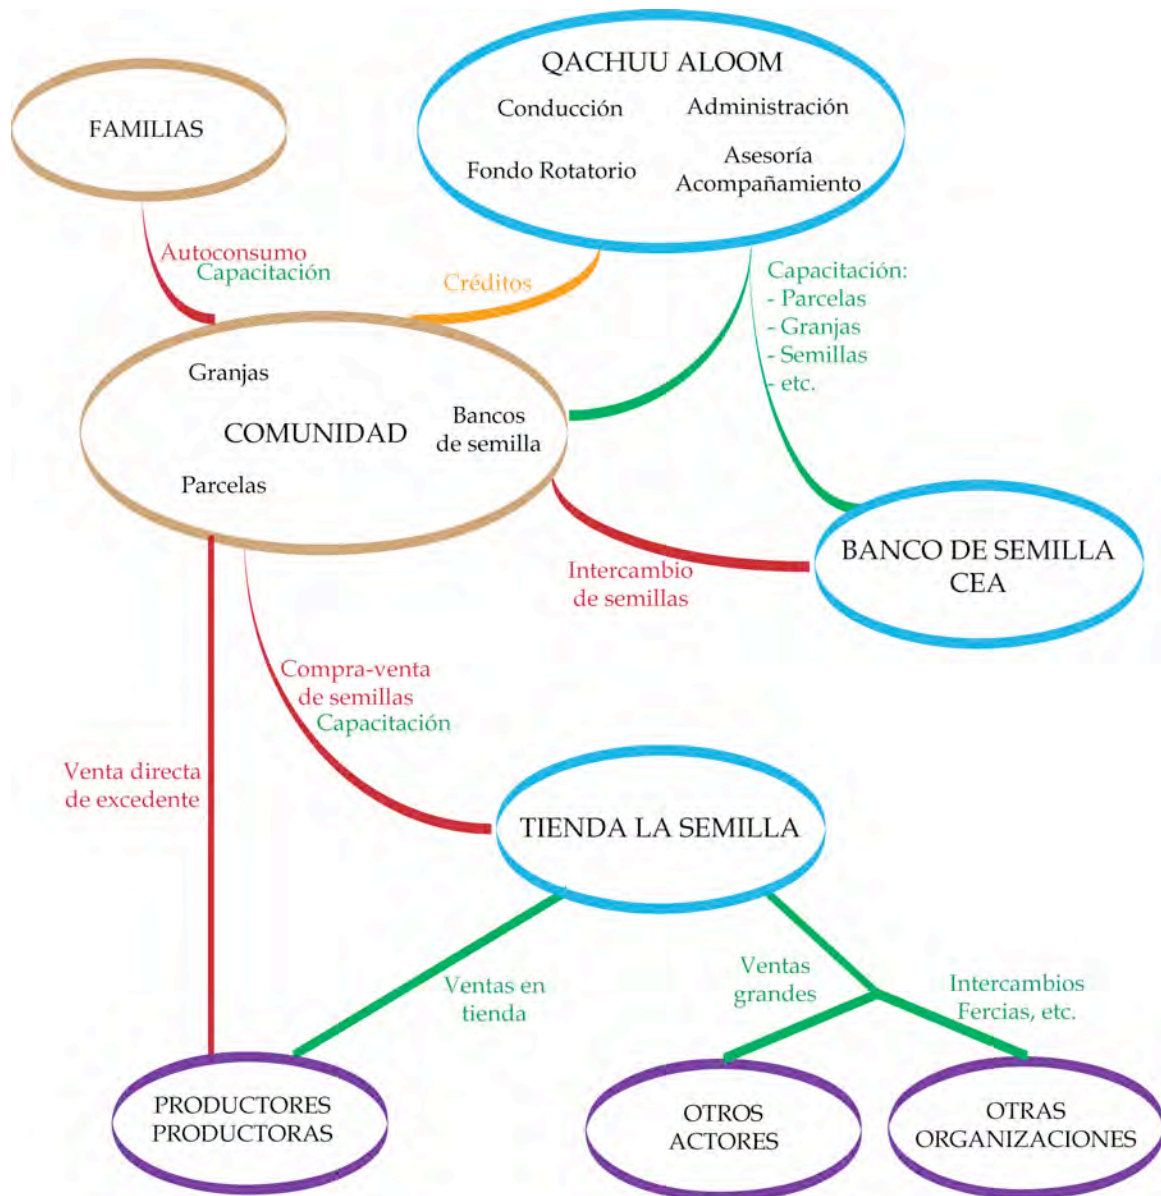 QACHUU ALOOM
Conducción
Administración
Fondo Rotatorio
Asesoría
Acompañamiento
FAMILIAS
Autoconsumo
Capacitación
Créditos
Capacitación:
- Parcelas
- Granjas
- Semillas
- etc.
Granjas
COMUNIDAD
Bancos
de semilla
Parcelas
BANCO DE SEMILLA
CEA
Intercambio
de semillas
Compra-venta
de semillas
Capacitación
Venta directa
de excedente
TIENDA LA SEMILLA
Ventas en
tienda
Ventas
grandes
Intercambios
Fercias, etc.
PRODUCTORES
PRODUCTORAS
OTROS
ACTORES
OTRAS
ORGANIZACIONES